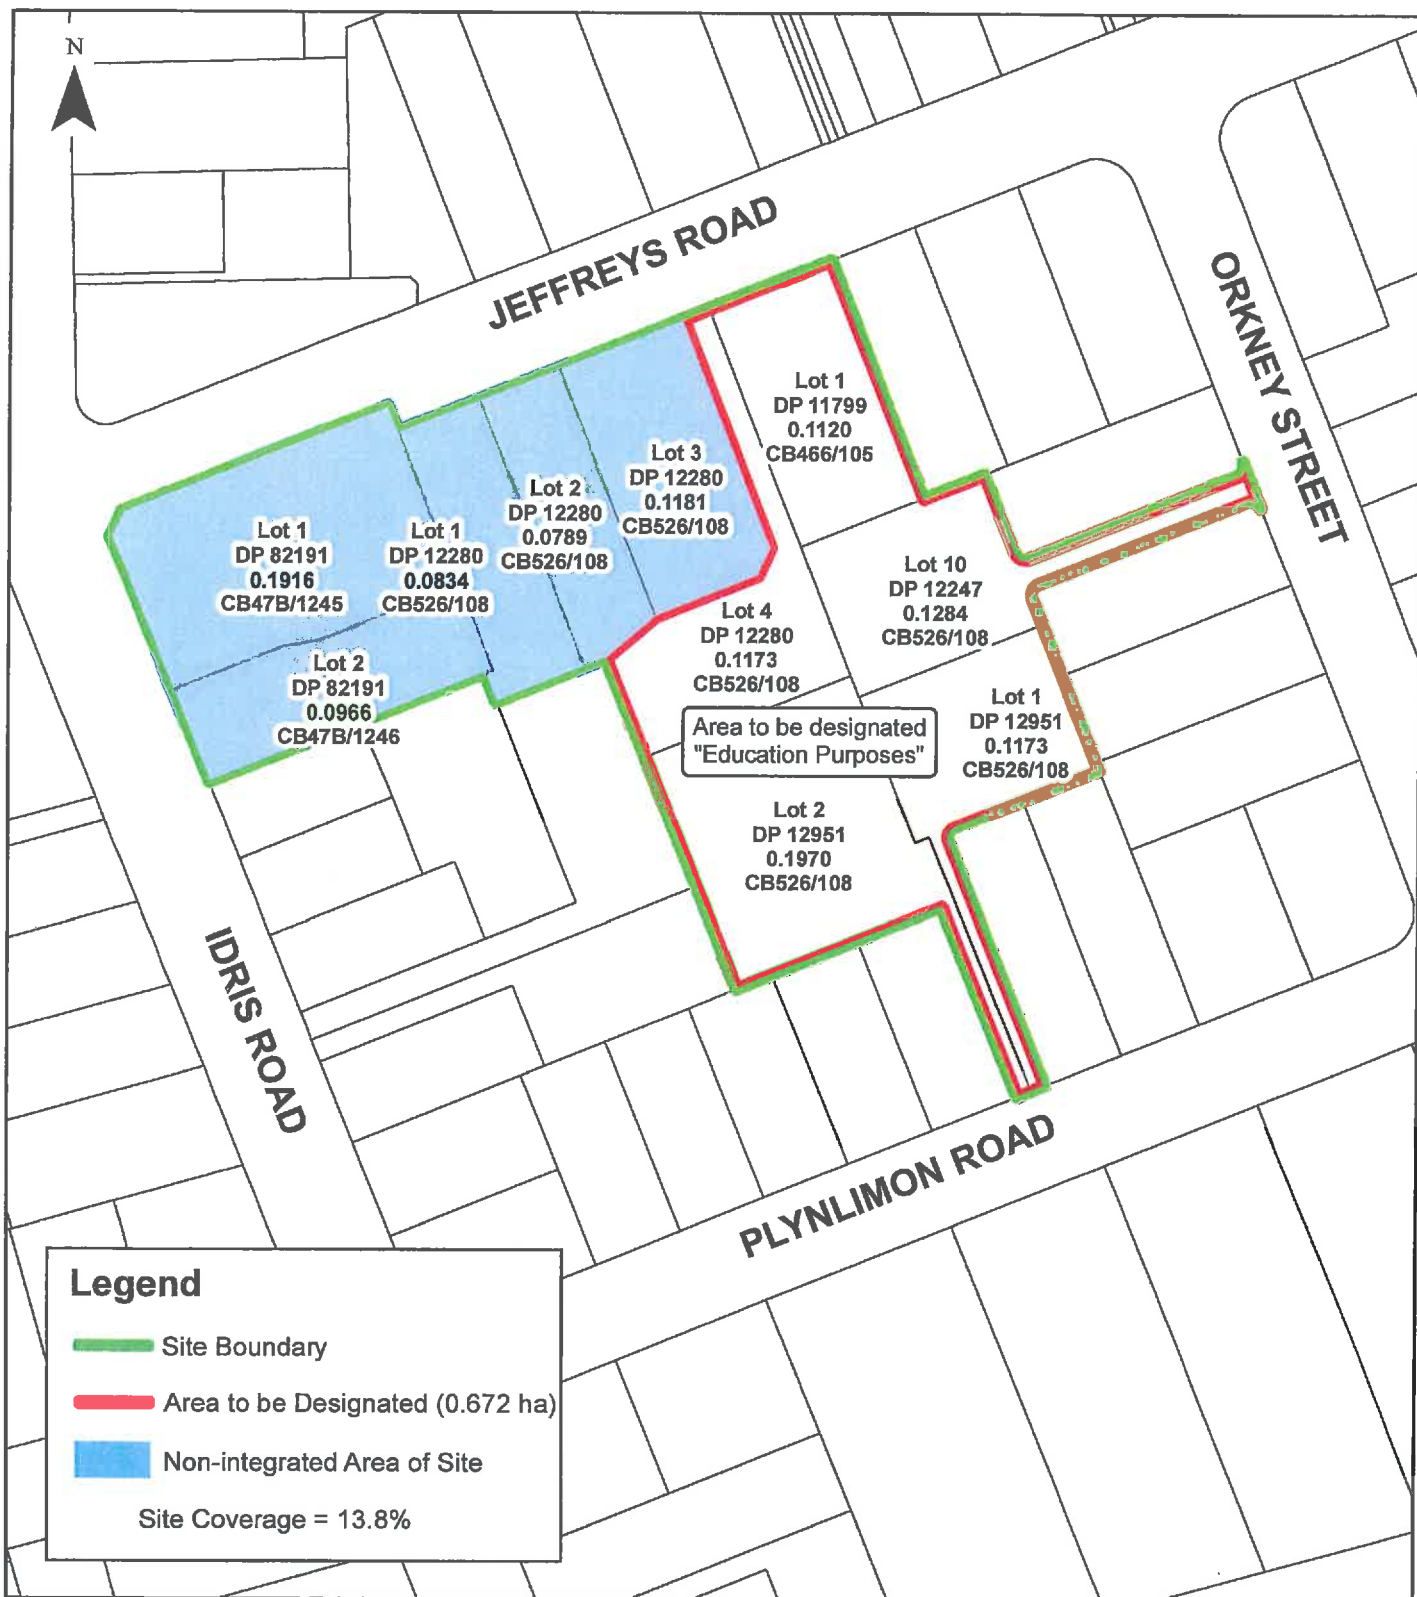 N
JEFFREYS ROAD
ORKNEY STREET
Lot 1
DP 11799
0.1120
CB466/105
Lot 3
DP 12280
0.1181
CB526/108
Lot 2
DP 12280
0.0789
CB526/108
Lot 1
DP 82191
0.1916
CB47B/1245
Lot 1
DP 12280
0.0834
CB526/108
Lot 10
DP 12247
0.1284
CB526/108
Lot 4
DP 12280
0.1173
CB526/108
Lot 2
DP 82191
0.0966
CB47B/1246
Lot 1
DP 12951
0.1173
CB526/108
Area to be designated
"Education Purposes"
Lot 2
DP 12951
0.1970
CB526/108
IDRIS ROAD
PLYNLIMON ROAD
Legend
Site Boundary
Area to be Designated (0.672 ha)
Non-integrated Area of Site
Site Coverage = 13.8%